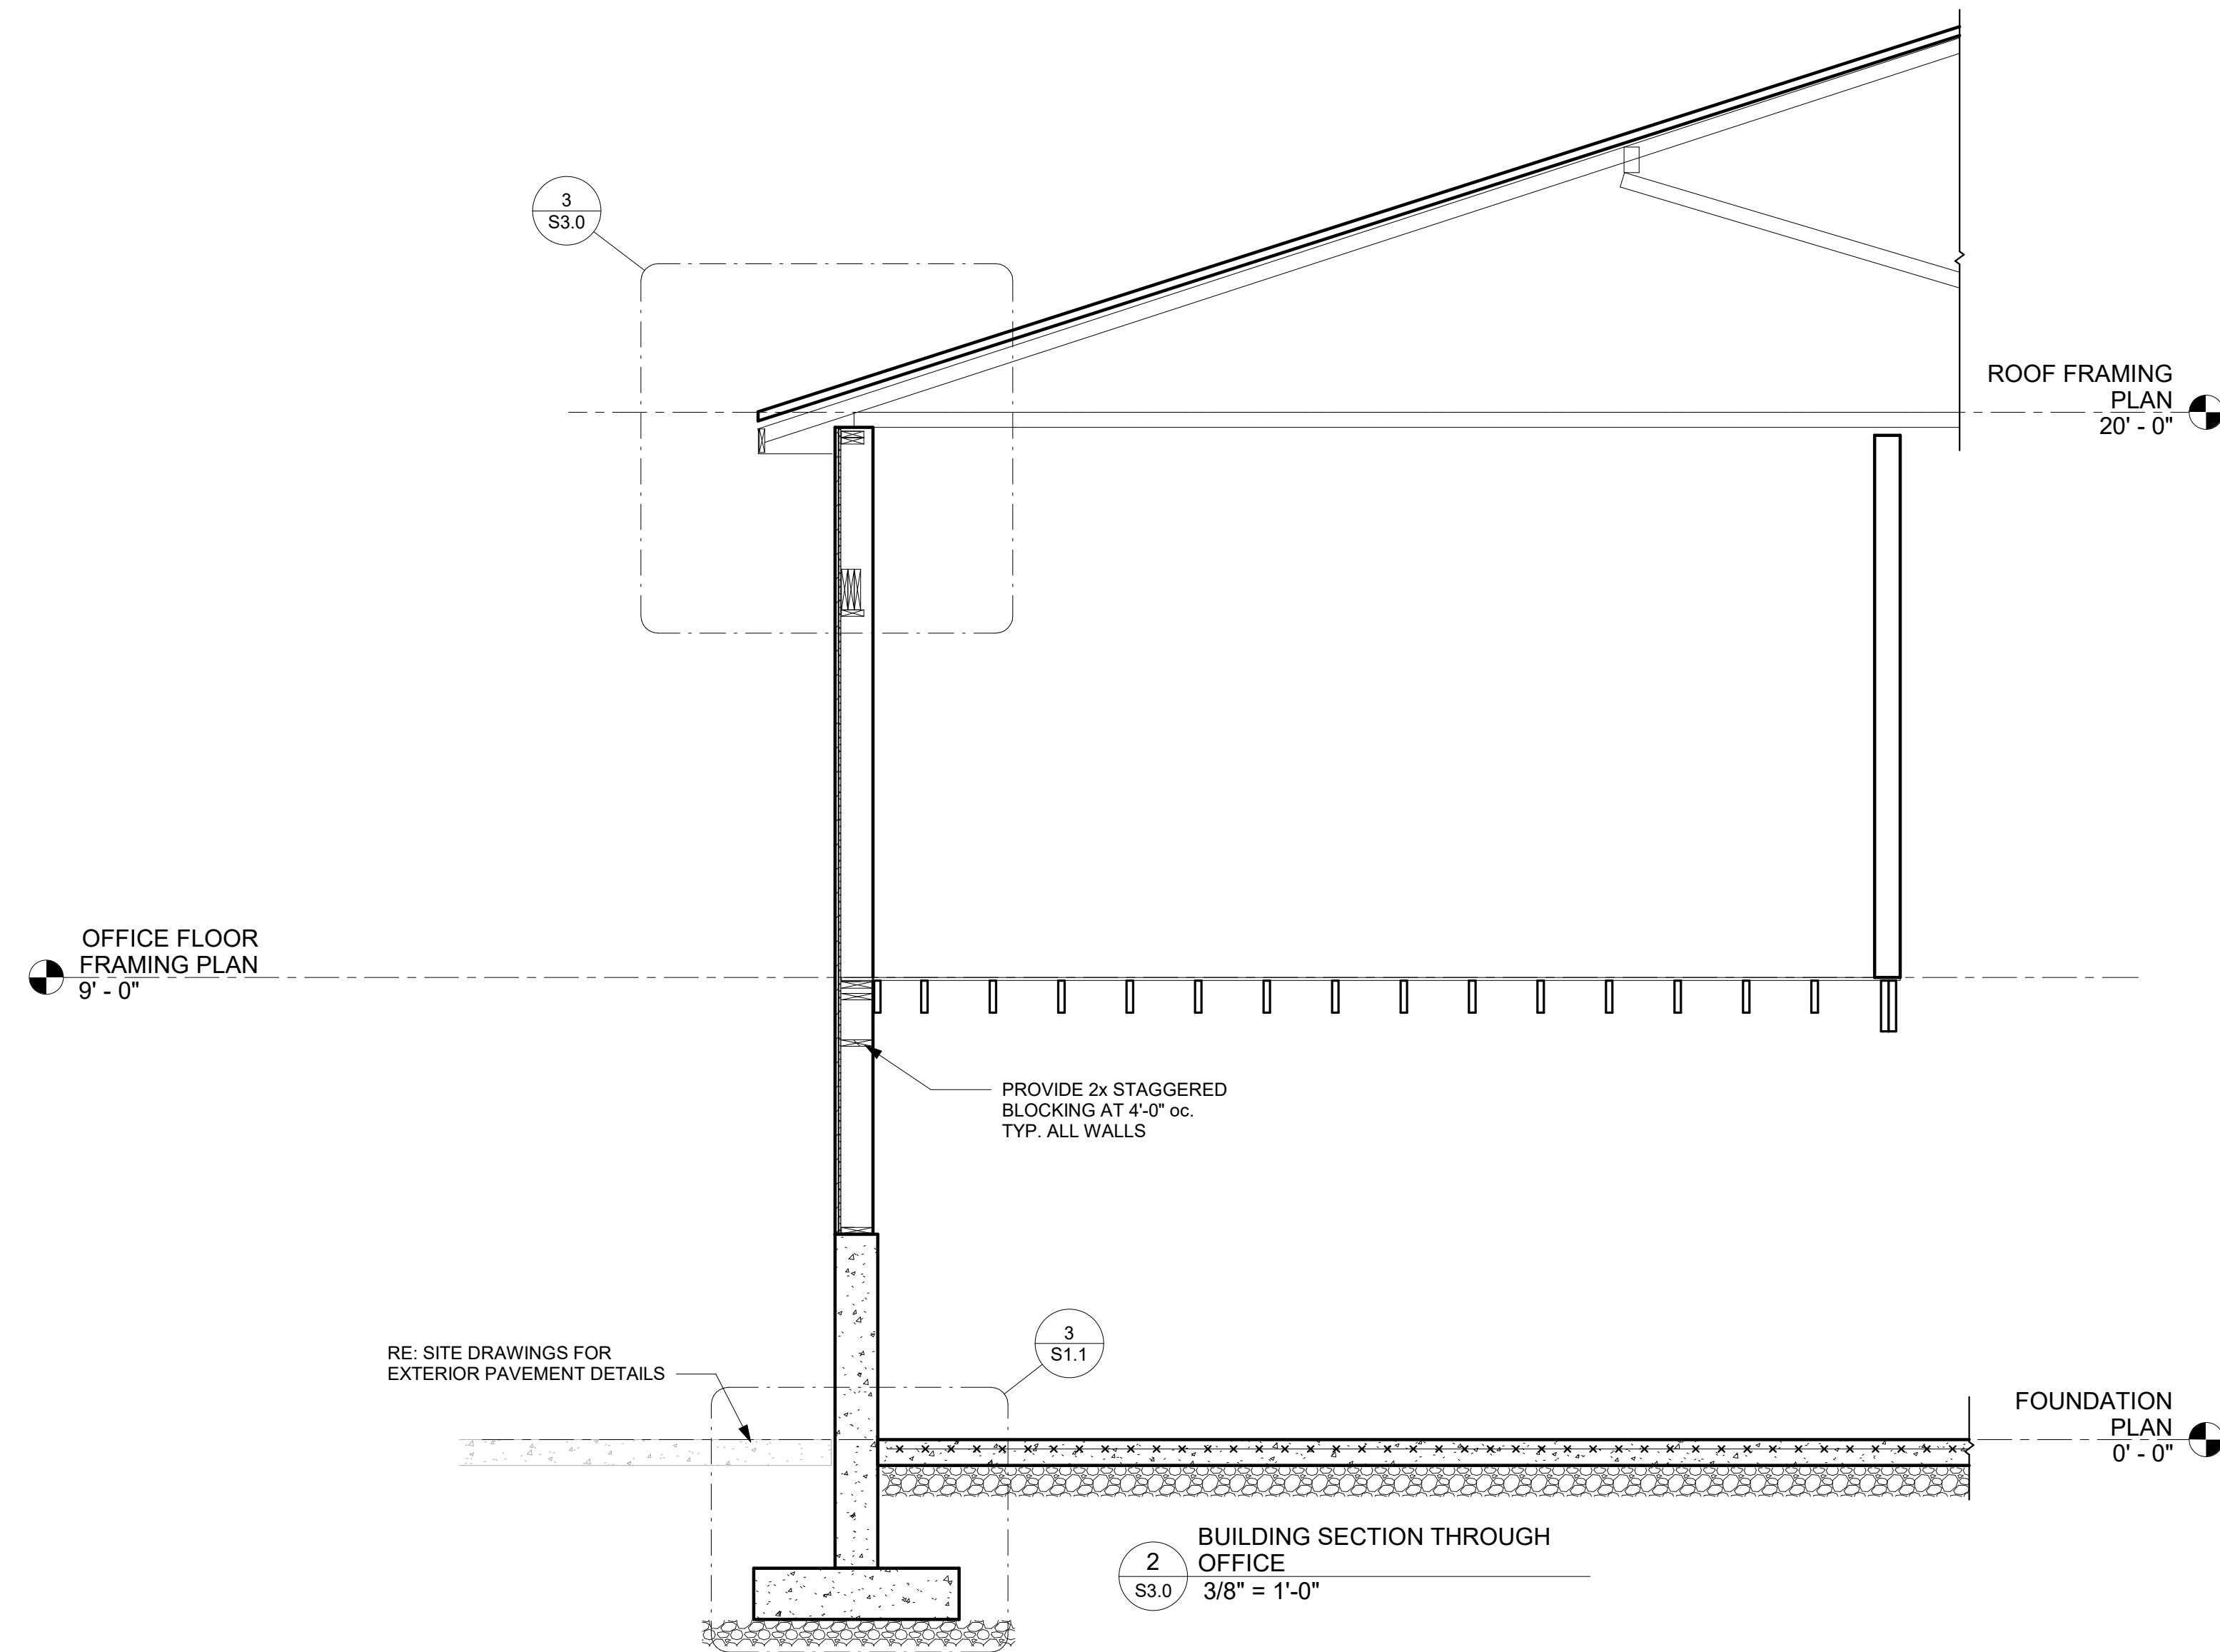 3
S3.0
ROOF FRAMING
PLAN
20' - 0"
OFFICE FLOOR
FRAMING PLAN
9' - 0"
PROVIDE 2x STAGGERED
BLOCKING AT 4'-0" oc.
TYP. ALL WALLS
3
S1.1
RE: SITE DRAWINGS FOR
EXTERIOR PAVEMENT DETAILS
FOUNDATION
PLAN
0' - 0"
2
S3.0
BUILDING SECTION THROUGH
OFFICE
3/8" = 1'-0"